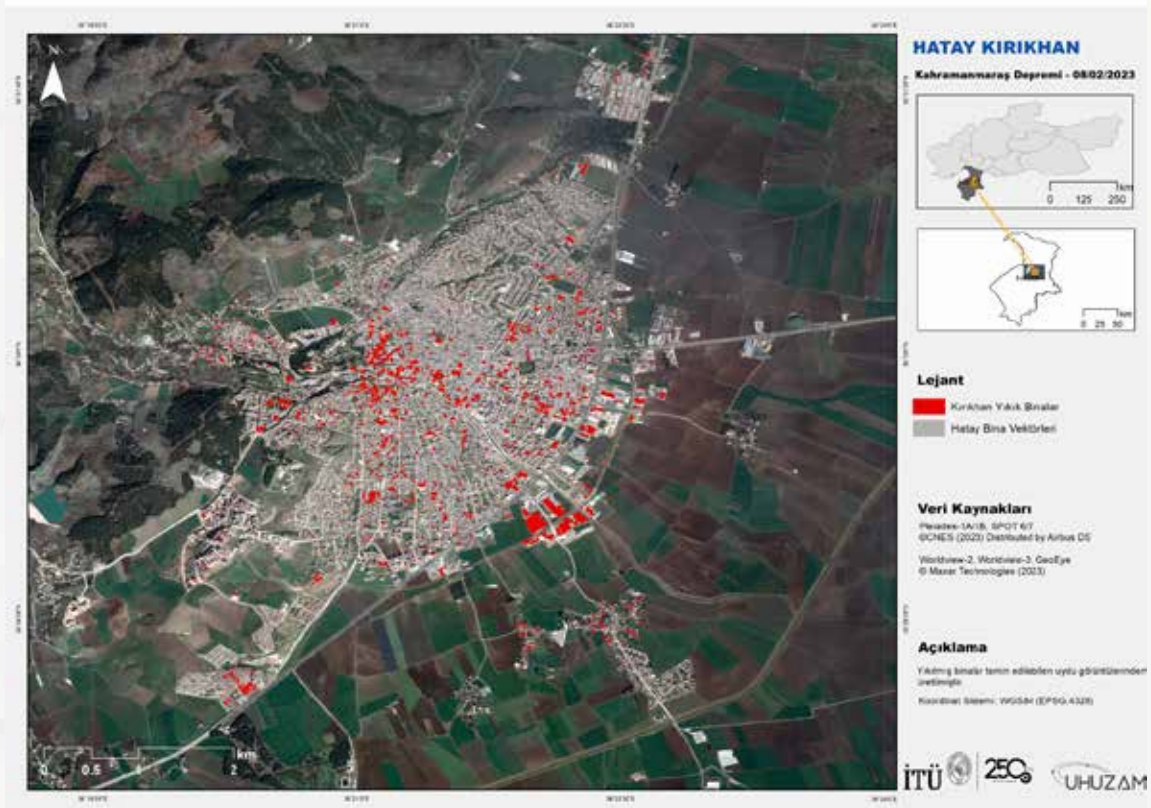 HATAY KIRIKHAN
Kahramanmaraş Depremi - 08/02/2023
N
km
0 125 250
km
0 25 50
Lejant
Kırıkhan Yıkık Binalar
Hatay Bina Vektörleri
Veri Kaynakları
Pleiades-1A/1B, SPOT 6/7
©CNES (2023) Distributed by Airbus DS
Worldview-2, Worldview-3, GeoEye
© Maxar Technologies (2023)
Açıklama
Yıkılmış binalar temin edilebilen uydu görüntülerinden
üretilmiştir.
Koordinat Sistemi: WGS84 (EPSG:4326)
km
0 0.5 1 2
İTÜ 250 UHUZAM